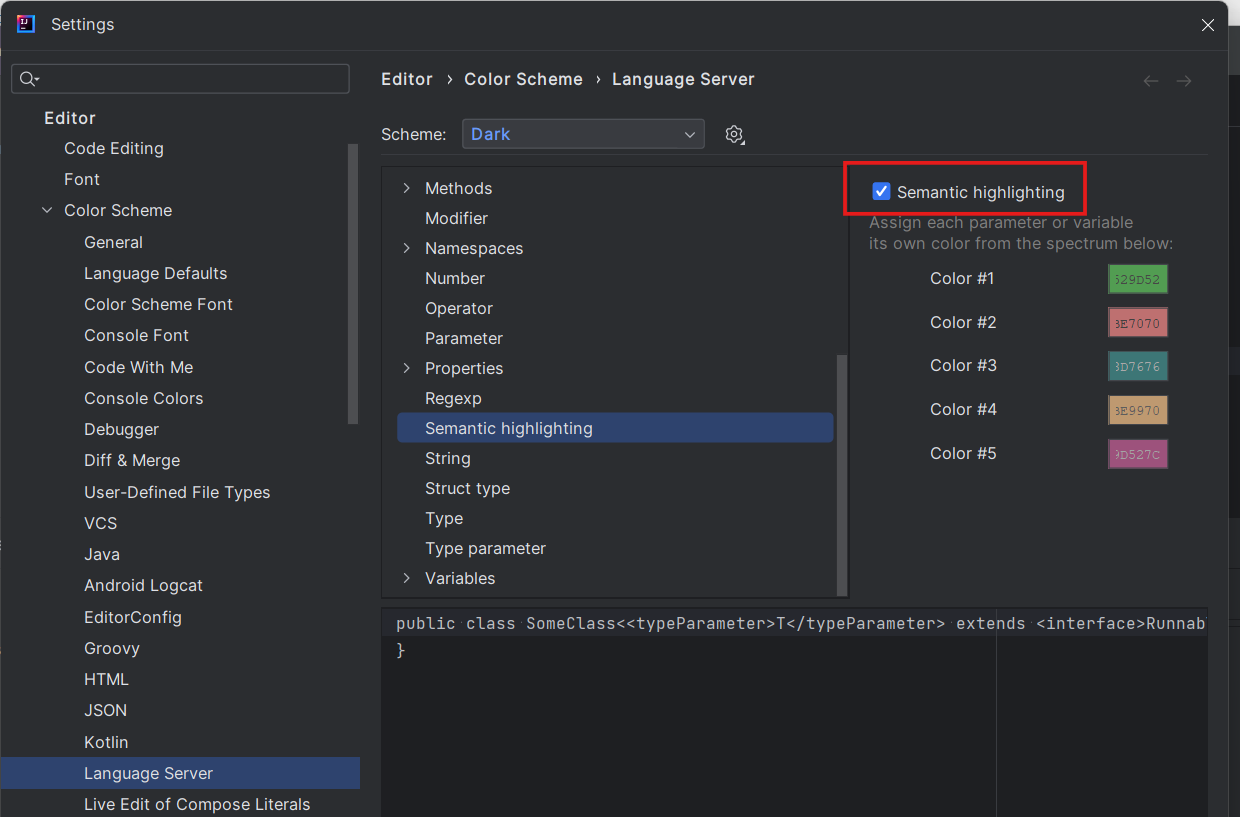 Settings
Editor › Color Scheme › Language Server
Editor
Code Editing
Font
Color Scheme
General
Language Defaults
Color Scheme Font
Console Font
Code With Me
Console Colors
Debugger
Diff & Merge
User-Defined File Types
VCS
Java
Android Logcat
EditorConfig
Groovy
HTML
JSON
Kotlin
Language Server
Live Edit of Compose Literals
Scheme: Dark
Methods
Modifier
Namespaces
Number
Operator
Parameter
Properties
Regexp
Semantic highlighting
String
Struct type
Type
Type parameter
Variables
Semantic highlighting
Assign each parameter or variable
its own color from the spectrum below:
Color #1 529D52
Color #2 BE7070
Color #3 3D7676
Color #4 BE9970
Color #5 9D527C
public class SomeClass<<typeParameter>T</typeParameter> extends <interface>Runnab
}